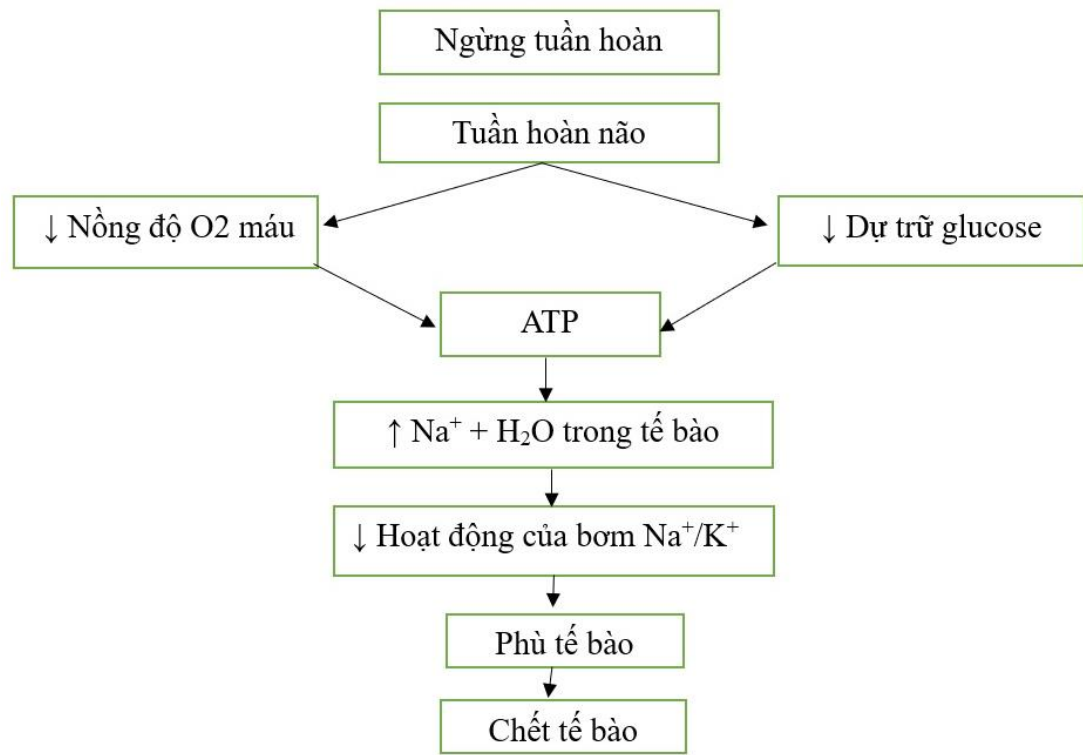 Ngừng tuần hoàn
Tuần hoàn não
↓ Nồng độ O2 máu
↓ Dự trữ glucose
ATP
↑ Na⁺ + H₂O trong tế bào
↓ Hoạt động của bơm Na⁺/K⁺
Phù tế bào
Chết tế bào